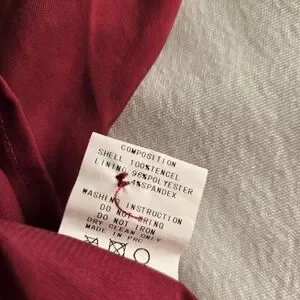 COMPOSITION
SHELL 100%TENCEL
LINING 96%POLYESTER
4%SPANDEX
WASHING INSTRUCTION
DO NOT WRING
DO NOT IRON
DRY CLEAN ONLY
MADE IN PRC